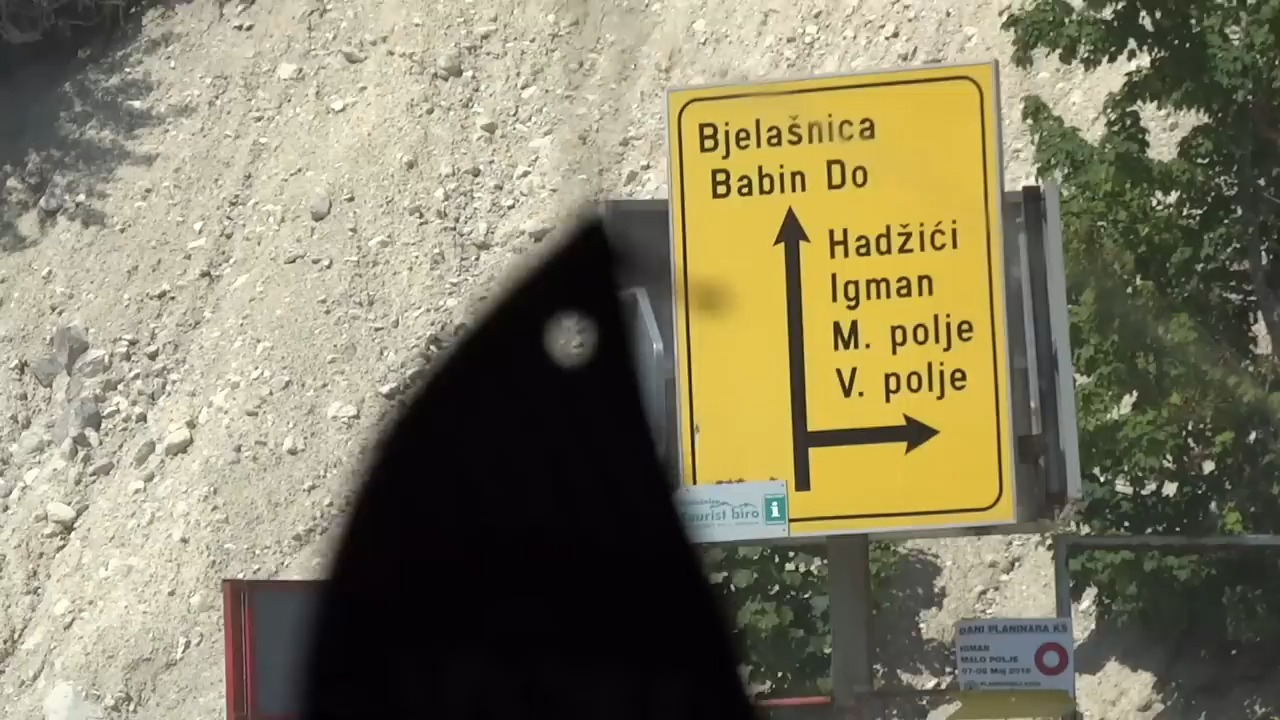 Bjelašnica
Babin Do
Hadžići
Igman
M. polje
V. polje
tourist biro
i
DANI PLANINARA KS
IGMAN
MALO POLJE